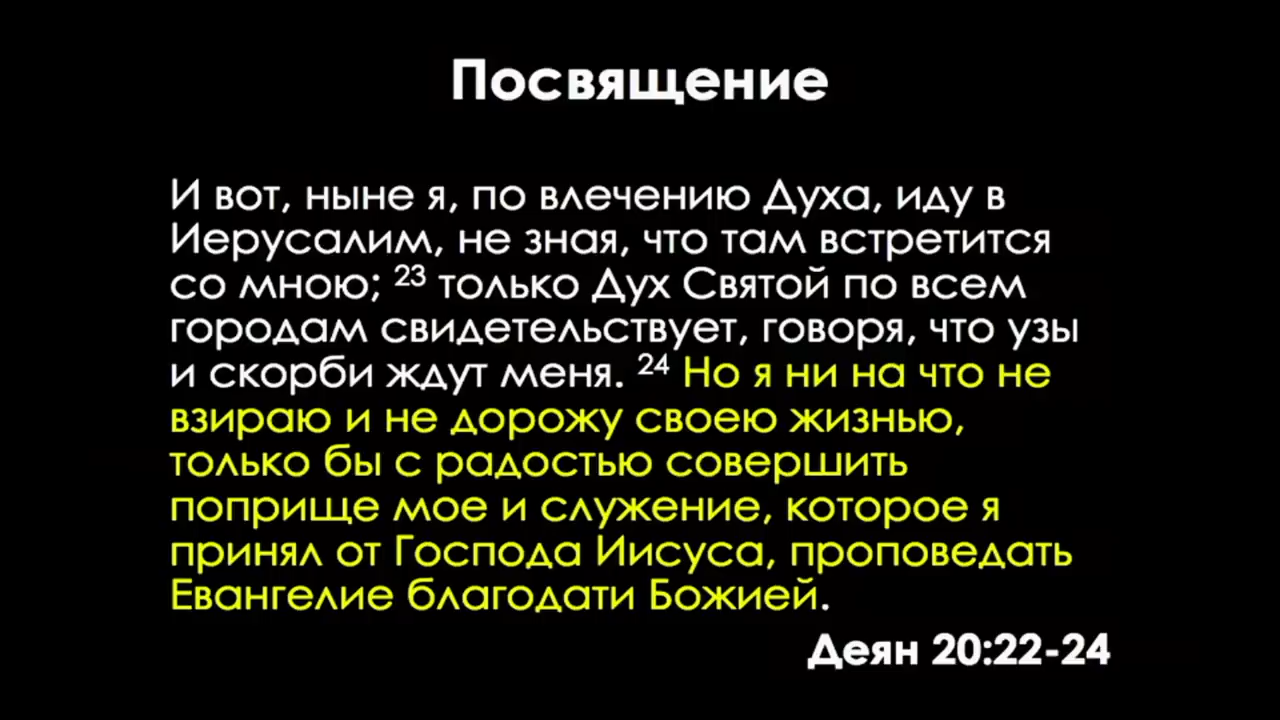 Посвящение
И вот, ныне я, по влечению Духа, иду в
Иерусалим, не зная, что там встретится
со мною; 23 только Дух Святой по всем
городам свидетельствует, говоря, что узы
и скорби ждут меня. 24 Но я ни на что не
взираю и не дорожу своею жизнью,
только бы с радостью совершить
поприще мое и служение, которое я
принял от Господа Иисуса, проповедать
Евангелие благодати Божией.
Деян 20:22-24